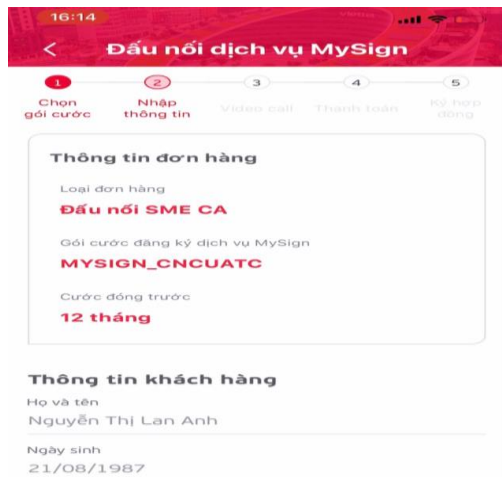 16:14
Đấu nối dịch vụ MySign
1 2 3 4 5
Chọn gói cước
Nhập thông tin
Video call
Thanh toán
Ký hợp đồng
Thông tin đơn hàng
Loại đơn hàng
Đấu nối SME CA
Gói cước đăng ký dịch vụ MySign
MYSIGN_CNCUATC
Cước đóng trước
12 tháng
Thông tin khách hàng
Họ và tên
Nguyễn Thị Lan Anh
Ngày sinh
21/08/1987